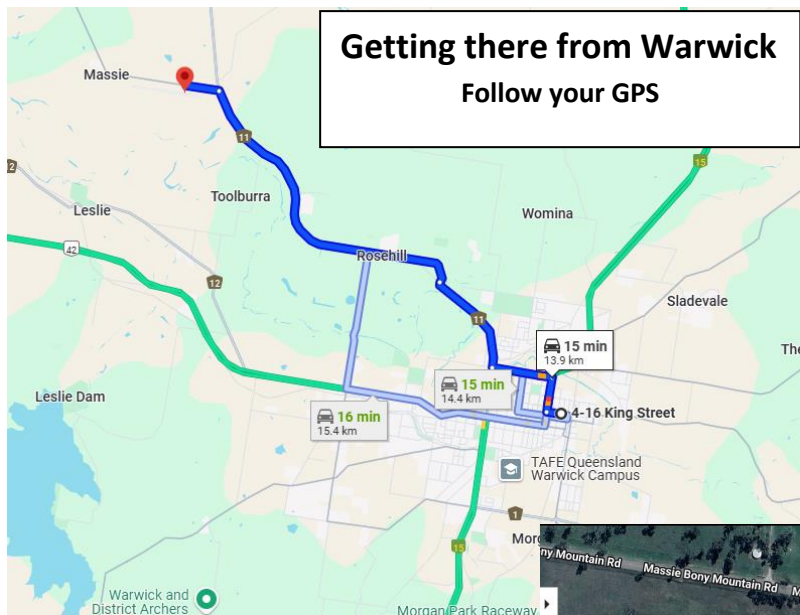 Getting there from Warwick
Follow your GPS
Massie
11
15
12
Toolburra
Leslie
Womina
42
Rosehill
12
Sladevale
11
15 min
13.9 km
15 min
14.4 km
Leslie Dam
16 min
15.4 km
4-16 King Street
TAFE Queensland
Warwick Campus
1
15
ny Mountain Rd
Massie Bony Mountain Rd
Warwick and
District Archers
Morgan Park Raceway